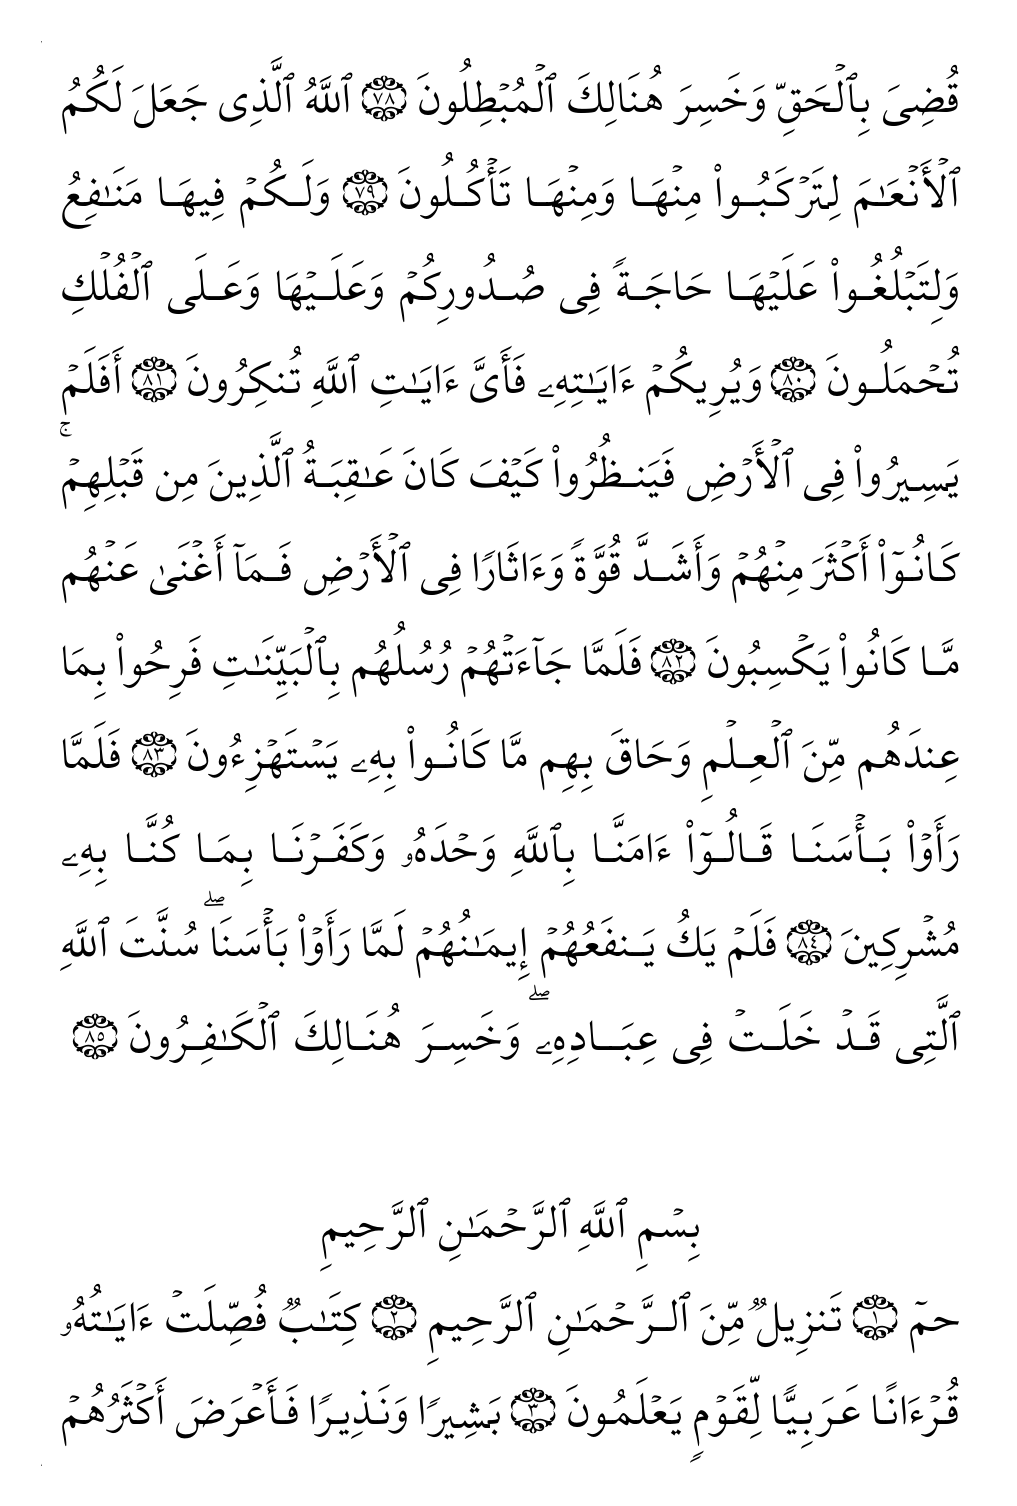 قُضِيَ بِٱلۡحَقِّ وَخَسِرَ هُنَالِكَ ٱلۡمُبۡطِلُونَ ٧٨ ٱللَّهُ ٱلَّذِي جَعَلَ لَكُمُ
ٱلۡأَنۡعَٰمَ لِتَرۡكَبُواْ مِنۡهَا وَمِنۡهَا تَأۡكُلُونَ ٧٩ وَلَكُمۡ فِيهَا مَنَٰفِعُ
وَلِتَبۡلُغُواْ عَلَيۡهَا حَاجَةٗ فِي صُدُورِكُمۡ وَعَلَيۡهَا وَعَلَى ٱلۡفُلۡكِ
تُحۡمَلُونَ ٨٠ وَيُرِيكُمۡ ءَايَٰتِهِۦ فَأَيَّ ءَايَٰتِ ٱللَّهِ تُنكِرُونَ ٨١ أَفَلَمۡ
يَسِيرُواْ فِي ٱلۡأَرۡضِ فَيَنظُرُواْ كَيۡفَ كَانَ عَٰقِبَةُ ٱلَّذِينَ مِن قَبۡلِهِمۡۚ
كَانُوٓاْ أَكۡثَرَ مِنۡهُمۡ وَأَشَدَّ قُوَّةٗ وَءَاثَارٗا فِي ٱلۡأَرۡضِ فَمَآ أَغۡنَىٰ عَنۡهُم
مَّا كَانُواْ يَكۡسِبُونَ ٨٢ فَلَمَّا جَآءَتۡهُمۡ رُسُلُهُم بِٱلۡبَيِّنَٰتِ فَرِحُواْ بِمَا
عِندَهُم مِّنَ ٱلۡعِلۡمِ وَحَاقَ بِهِم مَّا كَانُواْ بِهِۦ يَسۡتَهۡزِءُونَ ٨٣ فَلَمَّا
رَأَوۡاْ بَأۡسَنَا قَالُوٓاْ ءَامَنَّا بِٱللَّهِ وَحۡدَهُۥ وَكَفَرۡنَا بِمَا كُنَّا بِهِۦ
مُشۡرِكِينَ ٨٤ فَلَمۡ يَكُ يَنفَعُهُمۡ إِيمَٰنُهُمۡ لَمَّا رَأَوۡاْ بَأۡسَنَاۖ سُنَّتَ ٱللَّهِ
ٱلَّتِي قَدۡ خَلَتۡ فِي عِبَادِهِۦۖ وَخَسِرَ هُنَالِكَ ٱلۡكَٰفِرُونَ ٨٥
بِسۡمِ ٱللَّهِ ٱلرَّحۡمَٰنِ ٱلرَّحِيمِ
حمٓ ١ تَنزِيلٞ مِّنَ ٱلرَّحۡمَٰنِ ٱلرَّحِيمِ ٢ كِتَٰبٞ فُصِّلَتۡ ءَايَٰتُهُۥ
قُرۡءَانًا عَرَبِيّٗا لِّقَوۡمٖ يَعۡلَمُونَ ٣ بَشِيرٗا وَنَذِيرٗا فَأَعۡرَضَ أَكۡثَرُهُمۡ